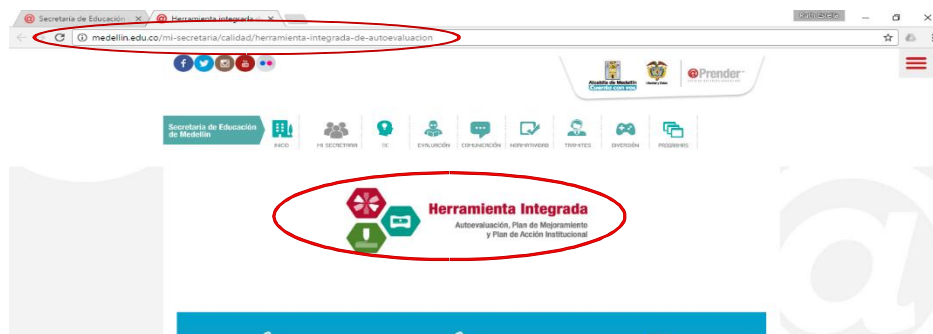 Secretaría de Educación
Herramienta integrada
medellin.edu.co/mi-secretaria/calidad/herramienta-integrada-de-autoevaluacion
Alcaldía de Medellín
Cuenta con vos
@Prender
Secretaría de Educación
de Medellín
INICIO
MI SECRETARIA
TIC
EVALUACIÓN
COMUNICACIÓN
NORMATIVIDAD
TRÁMITES
DIVERSIÓN
PROGRAMAS
Herramienta Integrada
Autoevaluación, Plan de Mejoramiento
y Plan de Acción Institucional